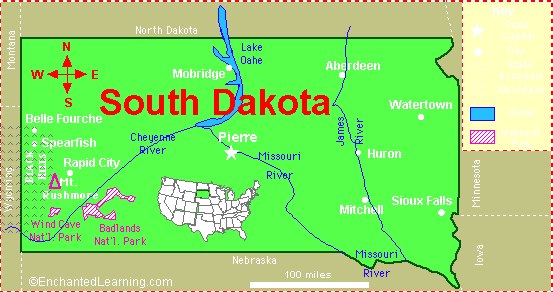 North Dakota
Montana
N
W E
S
Lake
Oahe
Mobridge
Aberdeen
South Dakota
Belle Fourche
Watertown
Cheyenne
River
Pierre
James
River
Spearfish
Missouri
River
Huron
Rapid City
Mt.
Rushmore
Wyoming
Minnesota
Mitchell
Sioux Falls
Wind Cave
Nat'l. Park
Badlands
Nat'l. Park
Missouri
River
Iowa
Nebraska
100 miles
©EnchantedLearning.com